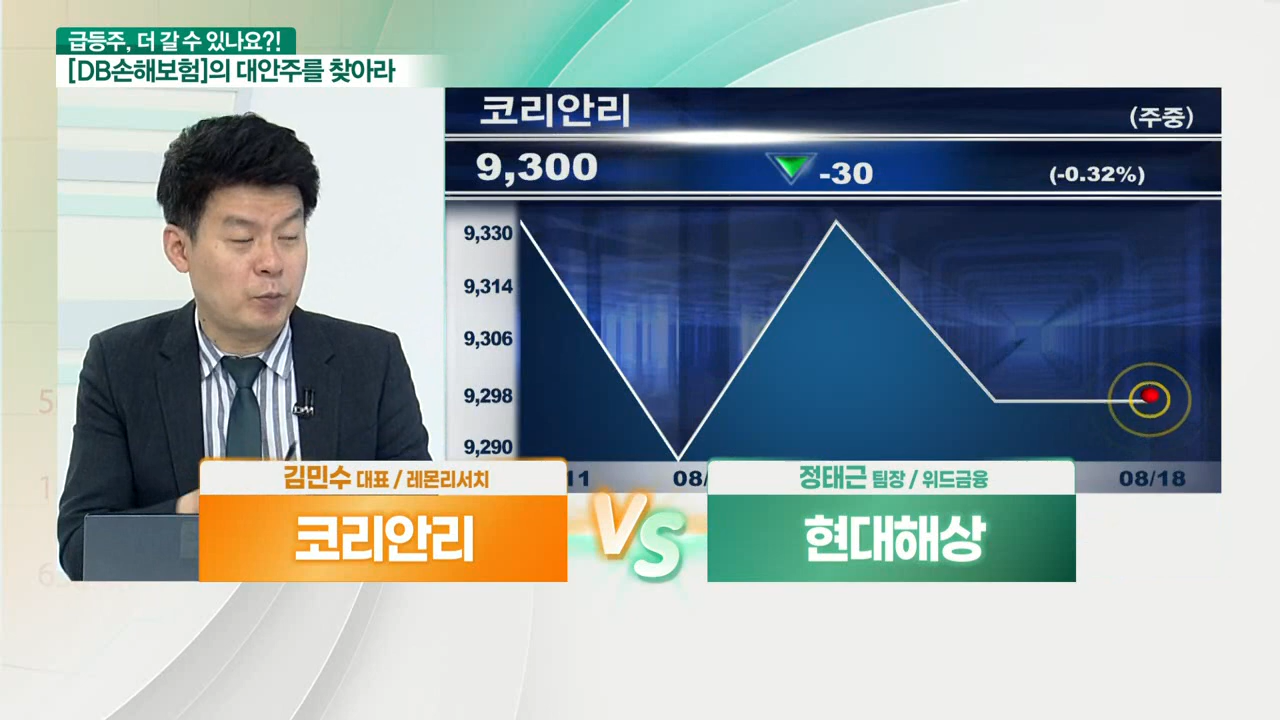 급등주, 더 갈 수 있나요?!
[DB손해보험]의 대안주를 찾아라
코리안리
(주중)
9,300
-30
(-0.32%)
9,330
9,314
9,306
9,298
9,290
11
08/
08/18
김민수 대표 / 레몬리서치
코리안리
VS
정태근 팀장 / 위드금융
현대해상